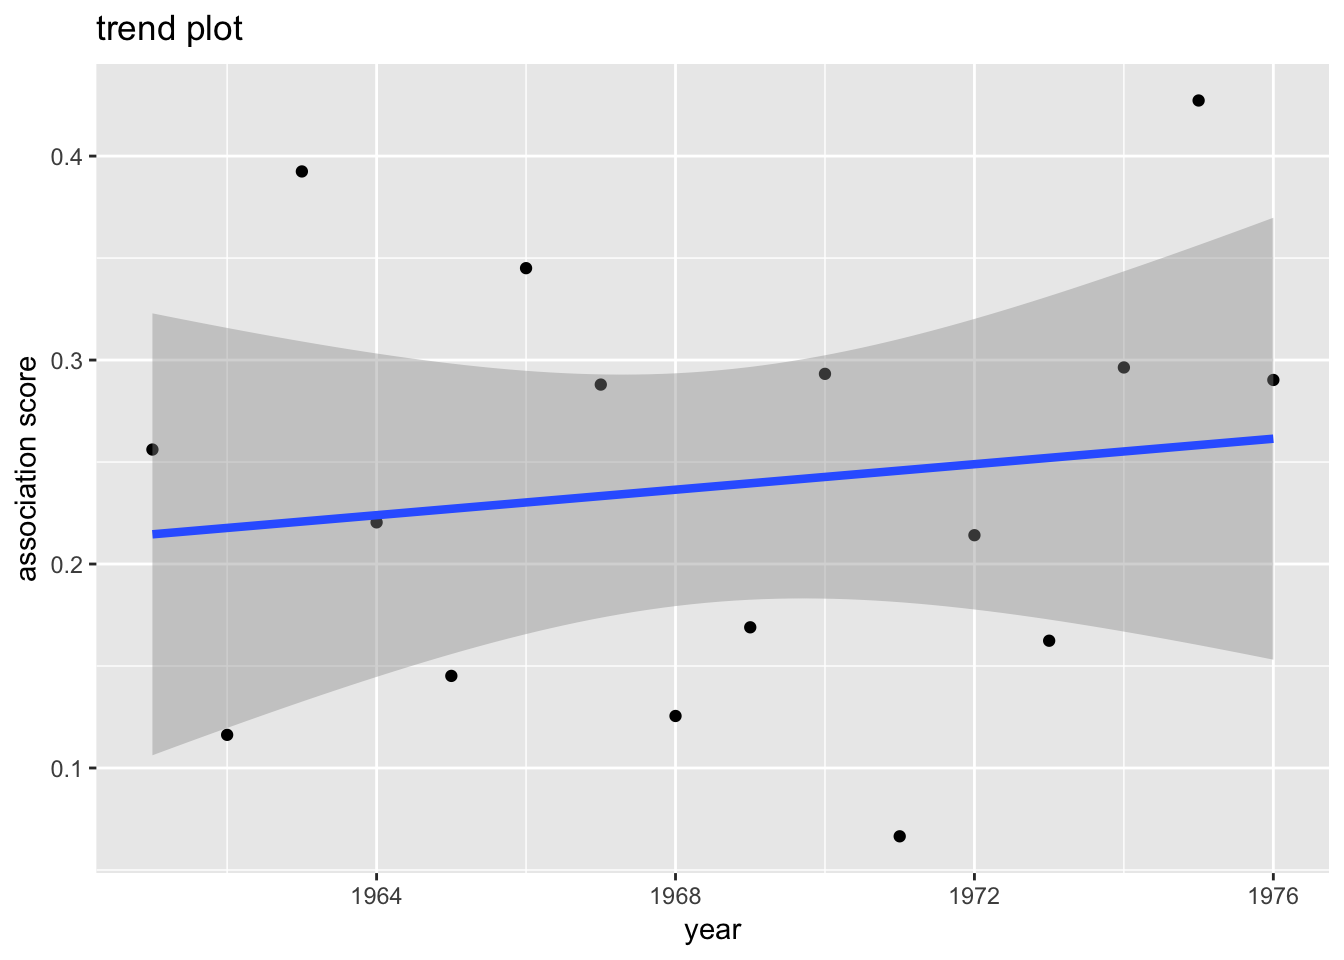 trend plot
association score
0.4
0.3
0.2
0.1
1964 1968 1972 1976
year